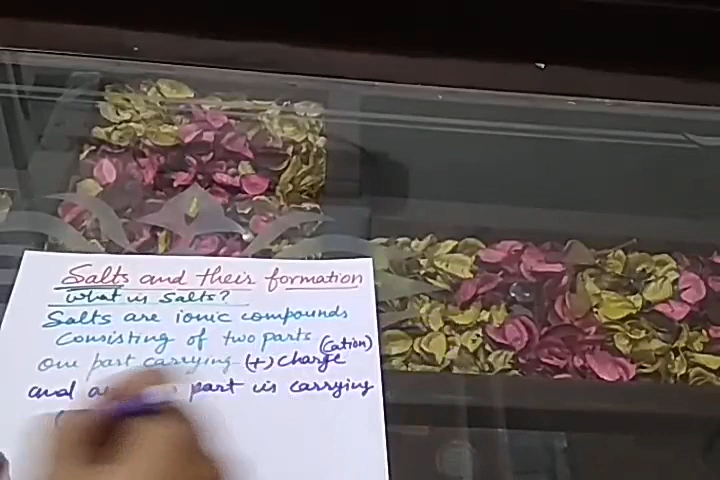 Salts and their formation
What is Salts?
Salts are ionic compounds
Consisting of two parts
(Cation)
one part carrying (+) charge
and part is carrying